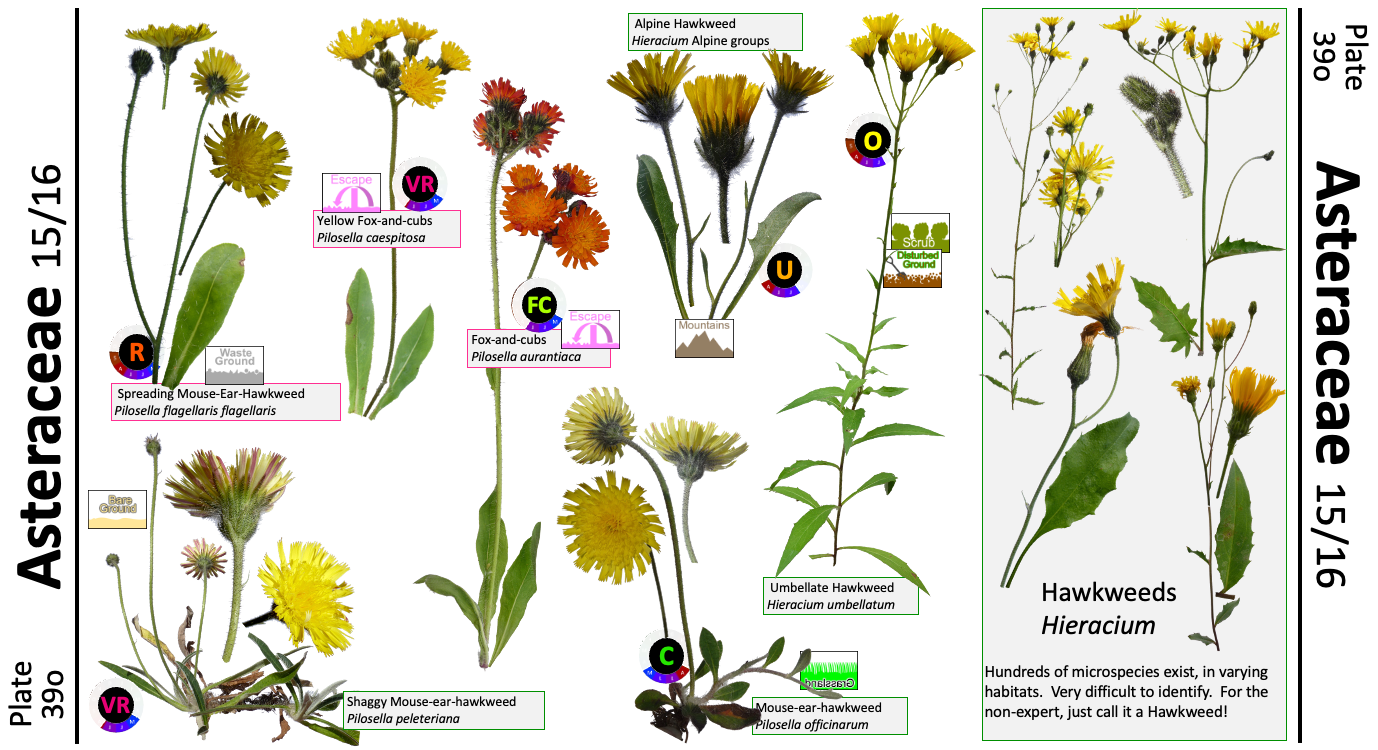 Plate
39o
Asteraceae 15/16
Alpine Hawkweed
Hieracium Alpine groups
O
Escape
VR
Yellow Fox-and-cubs
Pilosella caespitosa
Scrub
Disturbed
Ground
U
FC
Escape
Fox-and-cubs
Pilosella aurantiaca
Mountains
R
Waste
Ground
Spreading Mouse-Ear-Hawkweed
Pilosella flagellaris flagellaris
Bare
Ground
Umbellate Hawkweed
Hieracium umbellatum
C
Grassland
VR
Shaggy Mouse-ear-hawkweed
Pilosella peleteriana
Mouse-ear-hawkweed
Pilosella officinarum
Hawkweeds
Hieracium
Hundreds of microspecies exist, in varying
habitats. Very difficult to identify. For the
non-expert, just call it a Hawkweed!
Plate
39o
Asteraceae 15/16